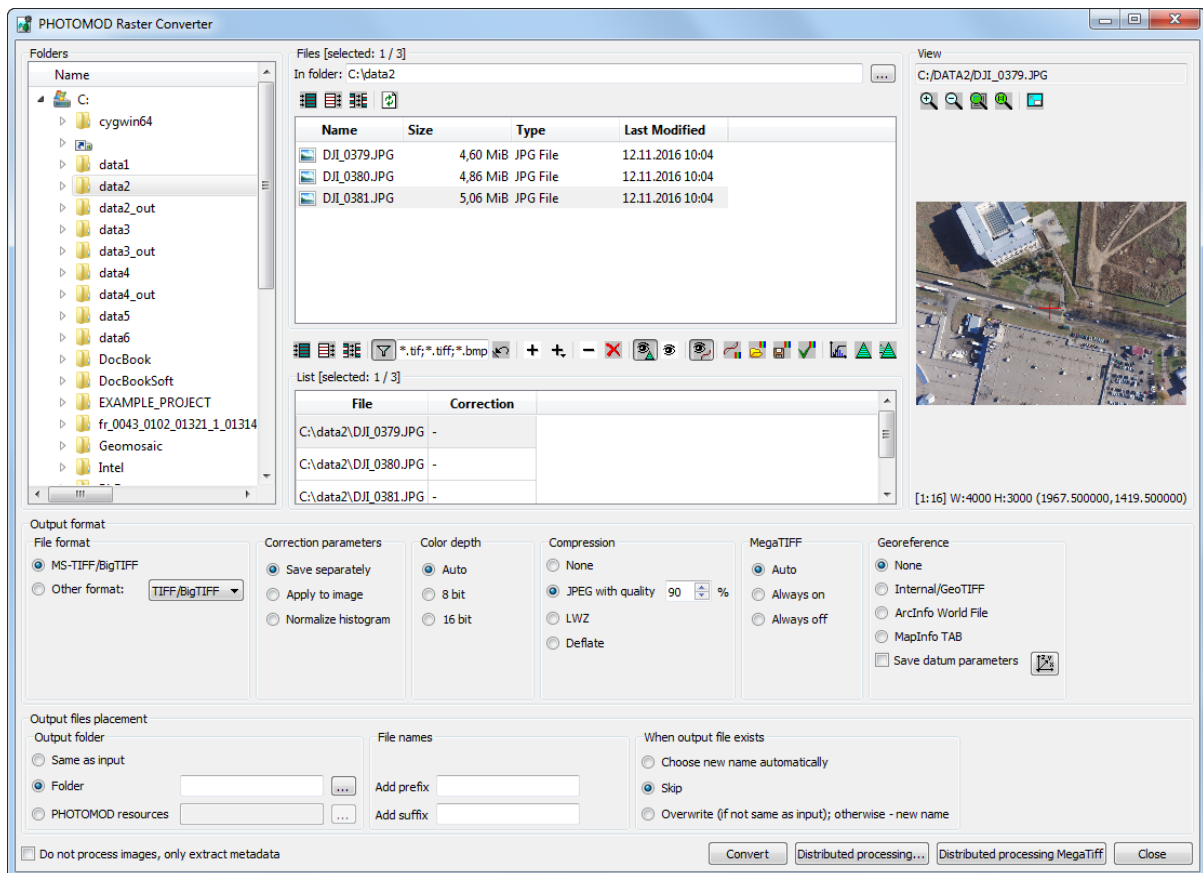 PHOTOMOD Raster Converter
Folders
Name
C:
cygwin64
data1
data2
data2_out
data3
data3_out
data4
data4_out
data5
data6
DocBook
DocBookSoft
EXAMPLE_PROJECT
fr_0043_0102_01321_1_01314
Geomosaic
Intel
Files [selected: 1 / 3]
In folder: C:\data2 ...
Name Size Type Last Modified
DJI_0379.JPG 4,60 MiB JPG File 12.11.2016 10:04
DJI_0380.JPG 4,86 MiB JPG File 12.11.2016 10:04
DJI_0381.JPG 5,06 MiB JPG File 12.11.2016 10:04
*.tif;*.tiff;*.bmp
List [selected: 1 / 3]
File Correction
C:\data2\DJI_0379.JPG -
C:\data2\DJI_0380.JPG -
C:\data2\DJI_0381.JPG -
View
C:/DATA2/DJI_0379.JPG
[1:16] W:4000 H:3000 (1967.500000,1419.500000)
Output format
File format
MS-TIFF/BigTIFF
Other format: TIFF/BigTIFF
Correction parameters
Save separately
Apply to image
Normalize histogram
Color depth
Auto
8 bit
16 bit
Compression
None
JPEG with quality 90 %
LWZ
Deflate
MegaTIFF
Auto
Always on
Always off
Georeference
None
Internal/GeoTIFF
ArcInfo World File
MapInfo TAB
Save datum parameters
Output files placement
Output folder
Same as input
Folder ...
PHOTOMOD resources ...
File names
Add prefix
Add suffix
When output file exists
Choose new name automatically
Skip
Overwrite (if not same as input); otherwise - new name
Do not process images, only extract metadata
Convert
Distributed processing...
Distributed processing MegaTiff
Close